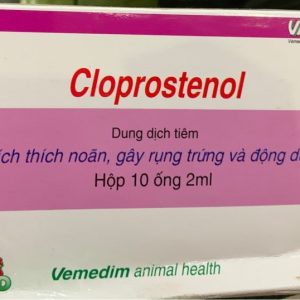 Cloprostenol
Dung dịch tiêm
ích thích noãn, gây rụng trứng và động d
Hộp 10 ống 2ml
Vemedim animal health